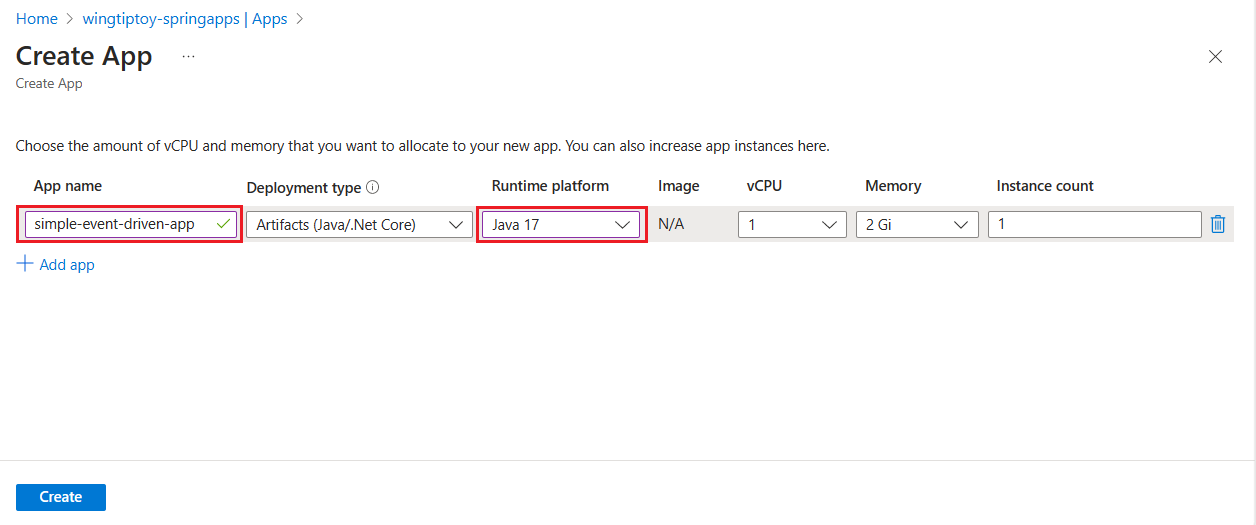 Home > wingtiptoy-springapps | Apps >
Create App ...
Create App
Choose the amount of vCPU and memory that you want to allocate to your new app. You can also increase app instances here.
App name Deployment type Runtime platform Image vCPU Memory Instance count
simple-event-driven-app Artifacts (Java/.Net Core) Java 17 N/A 1 2 Gi 1
+ Add app
Create